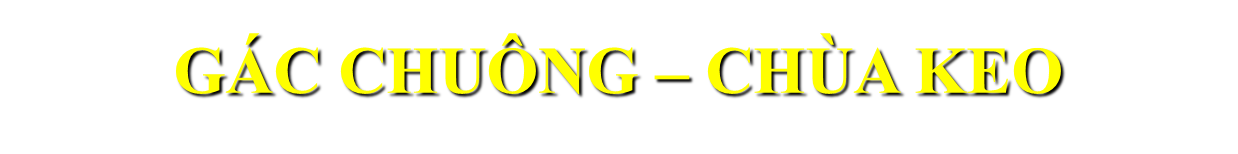 GÁC CHUÔNG – CHÙA KEO